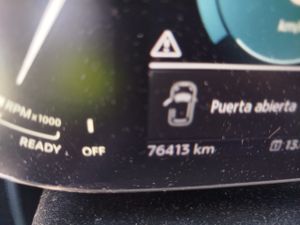 RPM x1000
READY
OFF
Puerta abierta
76413 km